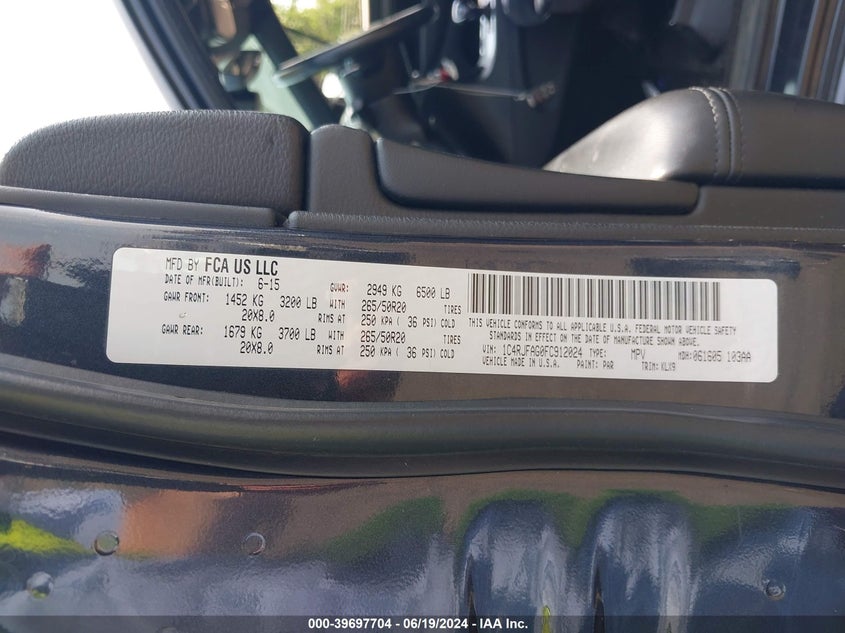 MFD BY FCA US LLC
DATE OF MFR(BUILT): 6-15 GVWR: 2949 KG 6500 LB
GAWR FRONT: 1452 KG 3200 LB WITH 265/50R20 TIRES
20X8.0 RIMS AT 250 KPA ( 36 PSI) COLD
GAWR REAR: 1679 KG 3700 LB WITH 265/50R20 TIRES
20X8.0 RIMS AT 250 KPA ( 36 PSI) COLD
THIS VEHICLE CONFORMS TO ALL APPLICABLE U.S.A. FEDERAL MOTOR VEHICLE SAFETY
STANDARDS IN EFFECT ON THE DATE OF MANUFACTURE SHOWN ABOVE.
VIN: 1C4RJFAG0FC912024 TYPE: MPV MDH: 061605 103AA
VEHICLE MADE IN U.S.A. PAINT: PAR TRIM: KLX9
000-39697704 - 06/19/2024 - IAA Inc.